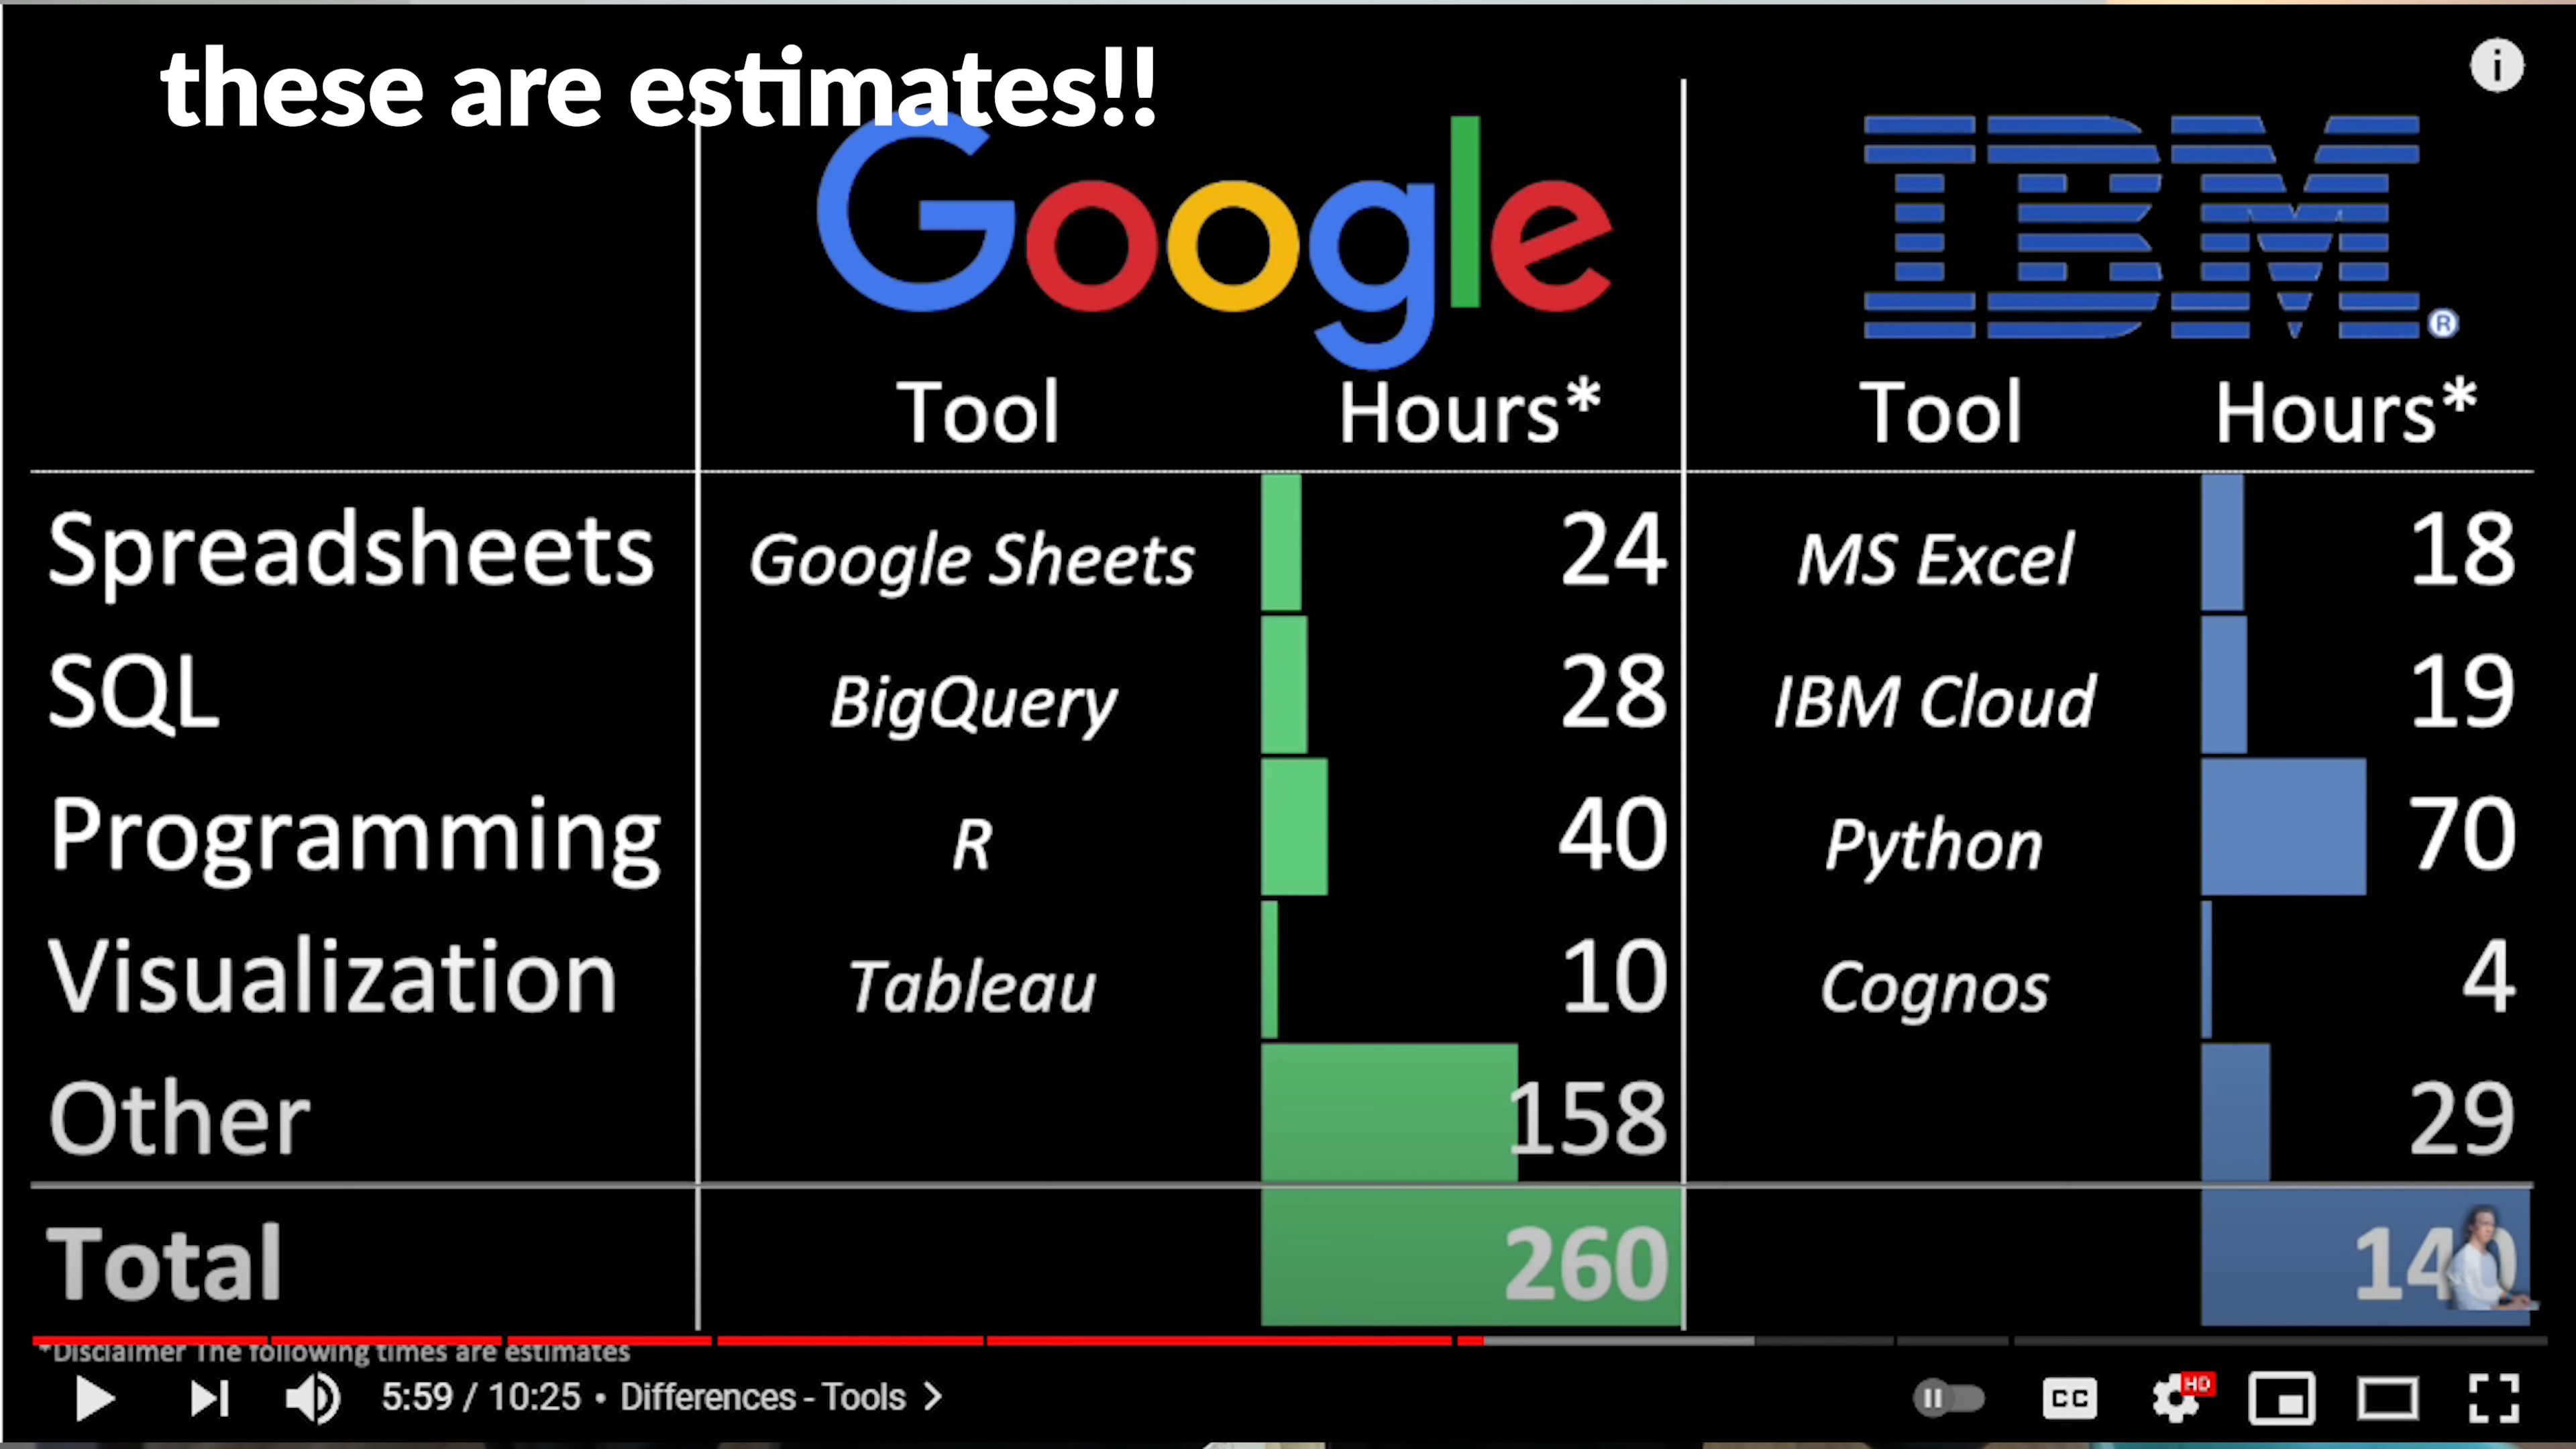 these are estimates!!
Google IBM®
Tool Hours* Tool Hours*
Spreadsheets Google Sheets 24 MS Excel 18
SQL BigQuery 28 IBM Cloud 19
Programming R 40 Python 70
Visualization Tableau 10 Cognos 4
Other 158 29
Total 260 140
*Disclaimer The following times are estimates
5:59 / 10:25 • Differences - Tools
CC HD